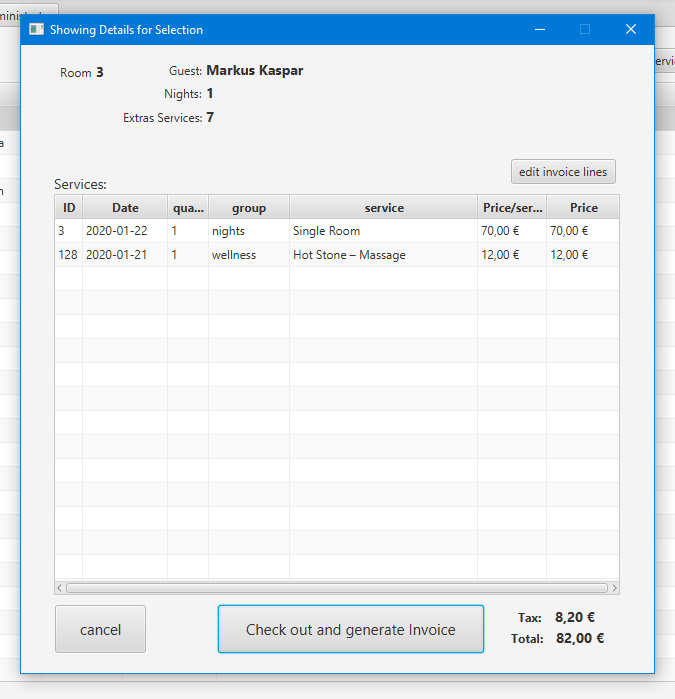 Showing Details for Selection
Room 3
Guest: Markus Kaspar
Nights: 1
Extras Services: 7
edit invoice lines
Services:
ID Date qua... group service Price/ser... Price
3 2020-01-22 1 nights Single Room 70,00 € 70,00 €
128 2020-01-21 1 wellness Hot Stone – Massage 12,00 € 12,00 €
cancel
Check out and generate Invoice
Tax: 8,20 €
Total: 82,00 €